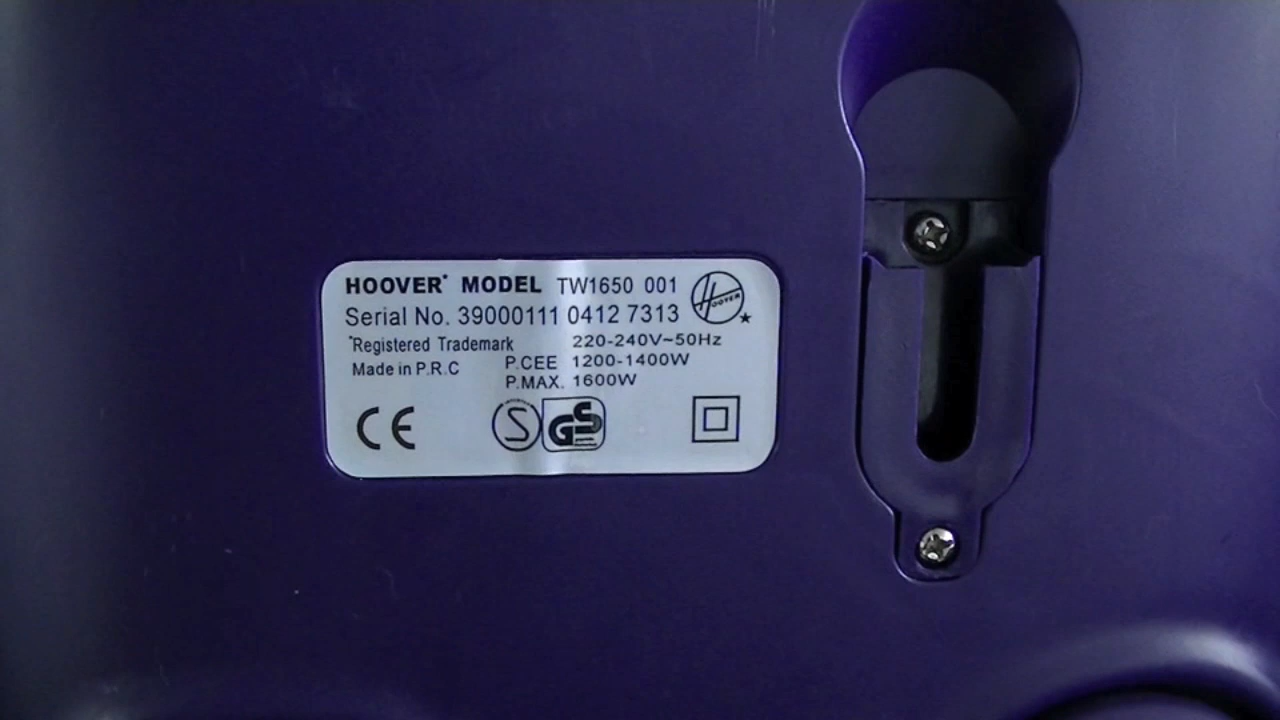 HOOVER* MODEL TW1650 001
HOOVER
Serial No. 39000111 0412 7313
*Registered Trademark 220-240V~50Hz
Made in P.R.C P.CEE 1200-1400W
P.MAX. 1600W
CE S GS